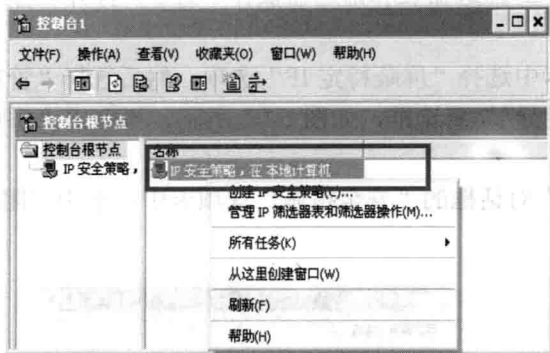 控制台1
文件(F) 操作(A) 查看(V) 收藏夹(O) 窗口(W) 帮助(H)
控制台根节点
控制台根节点
名称
IP 安全策略，
IP 安全策略，在 本地计算机
创建 IP 安全策略(C)...
管理 IP 筛选器表和筛选器操作(M)...
所有任务(K)
从这里创建窗口(W)
刷新(F)
帮助(H)